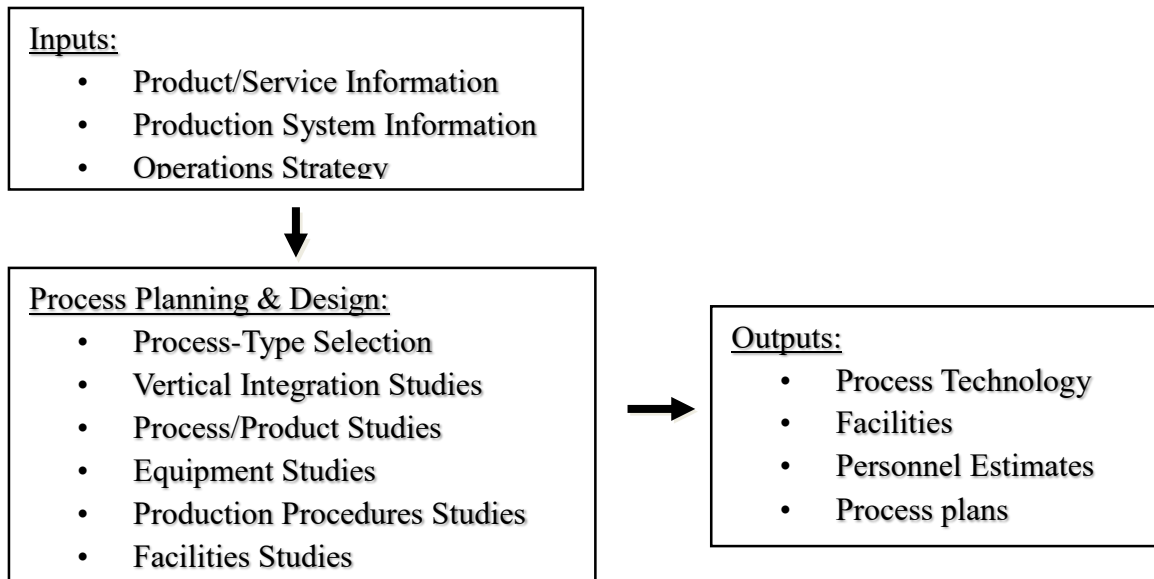 Inputs:
• Product/Service Information
• Production System Information
• Operations Strategy
Process Planning & Design:
• Process-Type Selection
• Vertical Integration Studies
• Process/Product Studies
• Equipment Studies
• Production Procedures Studies
• Facilities Studies
Outputs:
• Process Technology
• Facilities
• Personnel Estimates
• Process plans